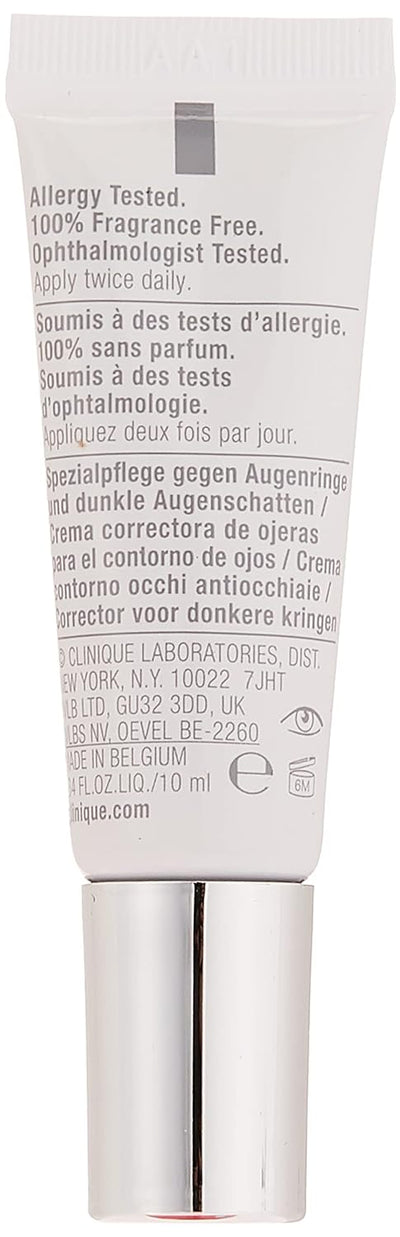 Allergy Tested.
100% Fragrance Free.
Ophthalmologist Tested.
Apply twice daily.
Soumis à des tests d'allergie.
100% sans parfum.
Soumis à des tests
d'ophtalmologie.
Appliquez deux fois par jour.
Spezialpflege gegen Augenringe
und dunkle Augenschatten /
Crema correctora de ojeras
para el contorno de ojos / Crema
contorno occhi antiocchiaie /
Corrector voor donkere kringen
© CLINIQUE LABORATORIES, DIST.
NEW YORK, N.Y. 10022 7JHT
LB LTD, GU32 3DD, UK
LBS NV, OEVEL BE-2260
MADE IN BELGIUM
4 FL.OZ.LIQ./10 ml
clinique.com
e
6M